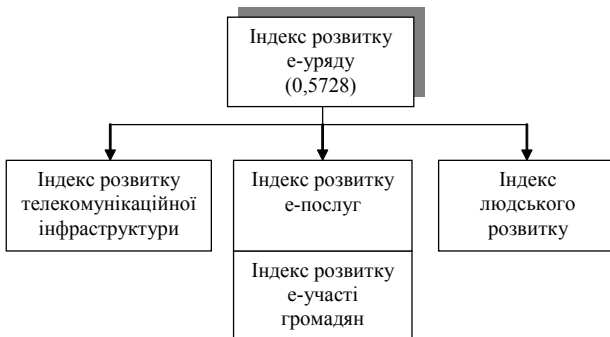 Індекс розвитку
е-уряду
(0,5728)
Індекс розвитку
телекомунікаційної
інфраструктури
Індекс розвитку
е-послуг
Індекс розвитку
е-участі
громадян
Індекс
людського
розвитку